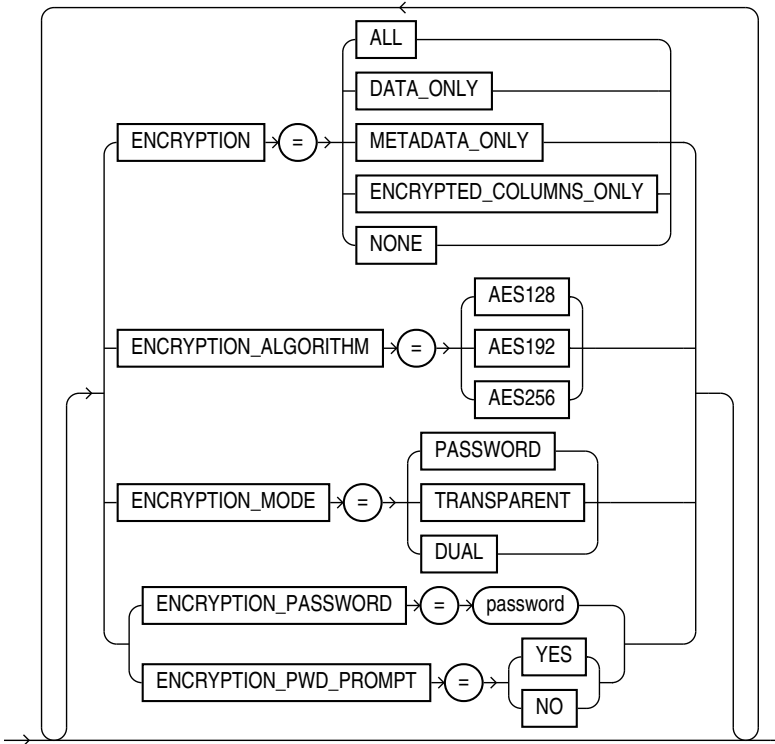 ALL
DATA_ONLY
ENCRYPTION = METADATA_ONLY
ENCRYPTED_COLUMNS_ONLY
NONE
AES128
ENCRYPTION_ALGORITHM = AES192
AES256
PASSWORD
ENCRYPTION_MODE = TRANSPARENT
DUAL
ENCRYPTION_PASSWORD = password
YES
ENCRYPTION_PWD_PROMPT =
NO